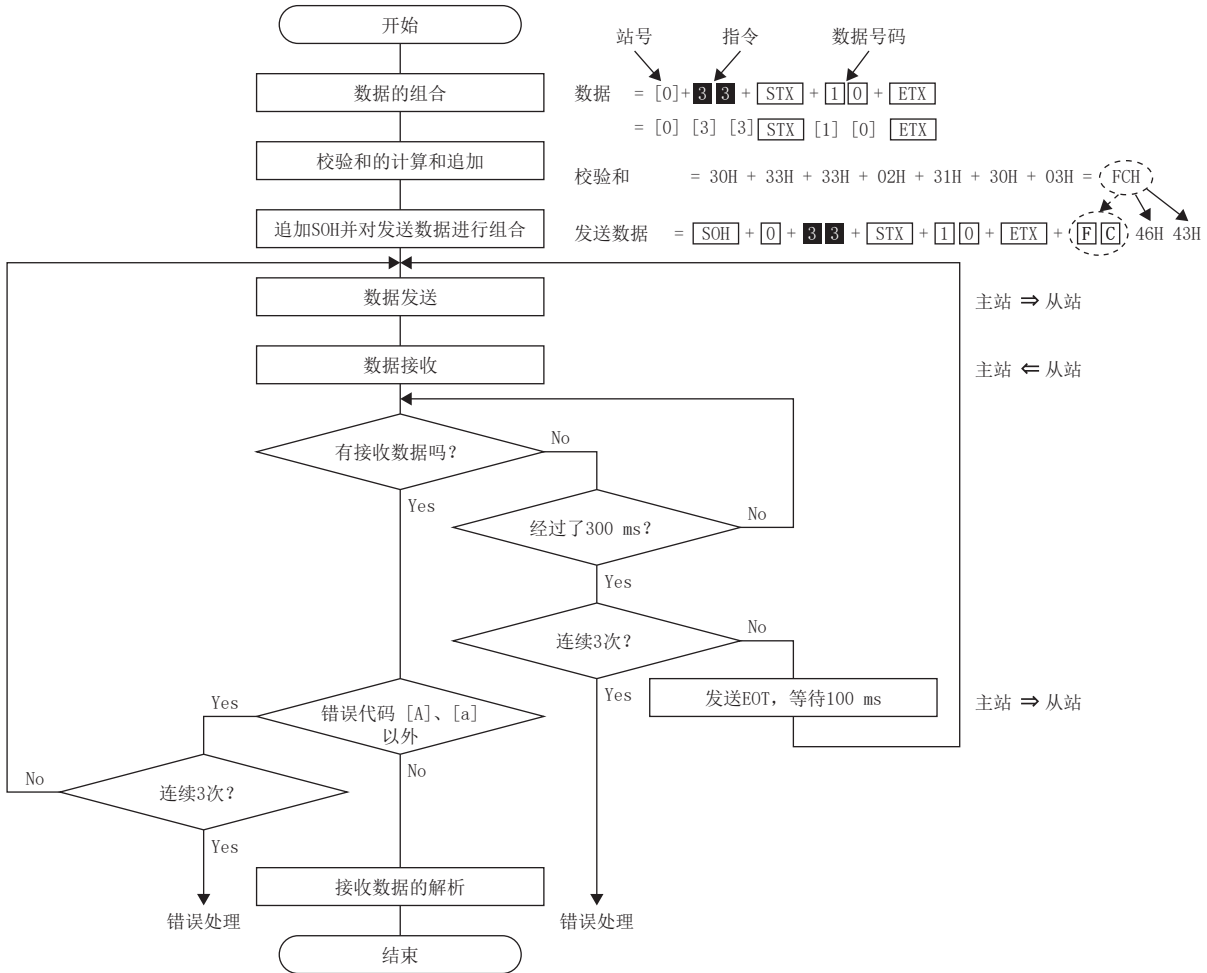 开始
站号 指令 数据号码
数据的组合
数据 = [0]+ 3 3 + STX + 1 0 + ETX
= [0] [3] [3] STX [1] [0] ETX
校验和的计算和追加
校验和 = 30H + 33H + 33H + 02H + 31H + 30H + 03H = FCH
追加SOH并对发送数据进行组合
发送数据 = SOH + 0 + 3 3 + STX + 1 0 + ETX + F C 46H 43H
数据发送
主站 ⇒ 从站
数据接收
主站 ⇐ 从站
有接收数据吗?
No
Yes
经过了300 ms?
No
Yes
连续3次?
No
Yes
发送EOT，等待100 ms
主站 ⇒ 从站
错误代码 [A]、[a]
以外
Yes
No
连续3次?
No
Yes
接收数据的解析
错误处理
错误处理
结束